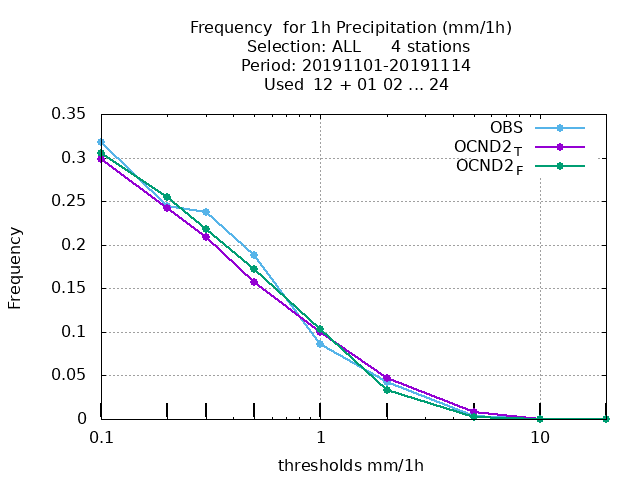 Frequency  for 1h Precipitation (mm/1h)
Selection: ALL      4 stations
Period: 20191101-20191114
Used  12 + 01 02 ... 24
0.35
0.3
0.25
0.2
0.15
0.1
0.05
0
0.1
1
10
Frequency
thresholds mm/1h
OBS
OCND2T
OCND2F